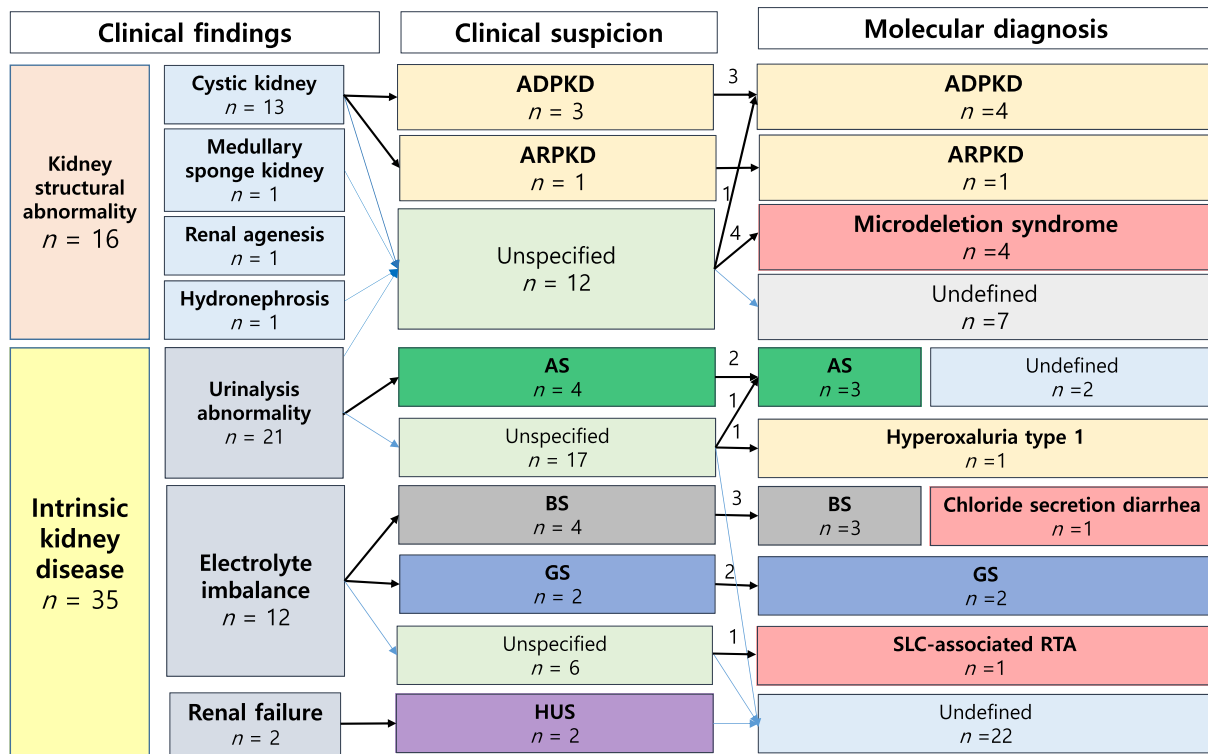 Clinical findings
Clinical suspicion
Molecular diagnosis
Kidney
structural
abnormality
n = 16
Cystic kidney
n = 13
Medullary
sponge kidney
n = 1
Renal agenesis
n = 1
Hydronephrosis
n = 1
ADPKD
n = 3
ARPKD
n = 1
Unspecified
n = 12
3
1
4
ADPKD
n =4
ARPKD
n =1
Microdeletion syndrome
n =4
Undefined
n =7
Intrinsic
kidney
disease
n = 35
Urinalysis
abnormality
n = 21
Electrolyte
imbalance
n = 12
Renal failure
n = 2
AS
n = 4
Unspecified
n = 17
BS
n = 4
GS
n = 2
Unspecified
n = 6
HUS
n = 2
2
1
1
3
2
1
AS
n =3
Undefined
n =2
Hyperoxaluria type 1
n =1
BS
n =3
Chloride secretion diarrhea
n =1
GS
n =2
SLC-associated RTA
n =1
Undefined
n =22